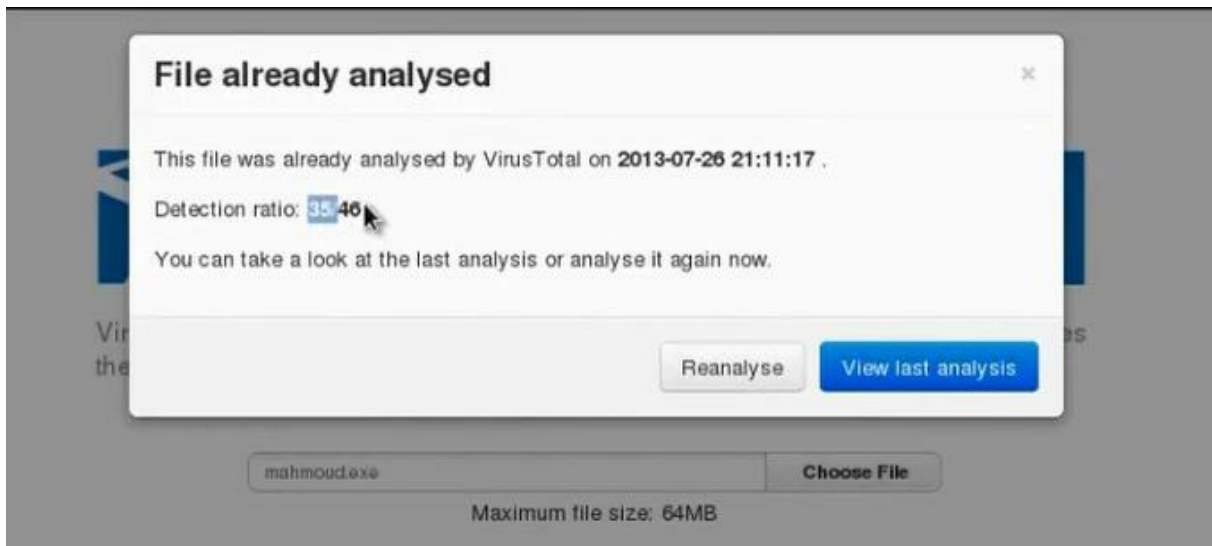 File already analysed ×
This file was already analysed by VirusTotal on 2013-07-26 21:11:17 .
Detection ratio: 35/46
You can take a look at the last analysis or analyse it again now.
Reanalyse
View last analysis
mahmoud.exe
Choose File
Maximum file size: 64MB